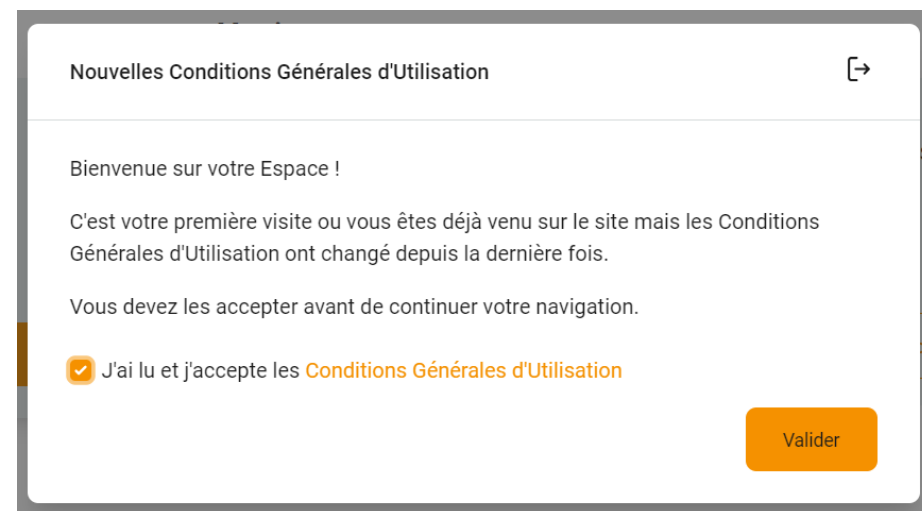 Nouvelles Conditions Générales d'Utilisation
Bienvenue sur votre Espace !
C'est votre première visite ou vous êtes déjà venu sur le site mais les Conditions
Générales d'Utilisation ont changé depuis la dernière fois.
Vous devez les accepter avant de continuer votre navigation.
J'ai lu et j'accepte les Conditions Générales d'Utilisation
Valider